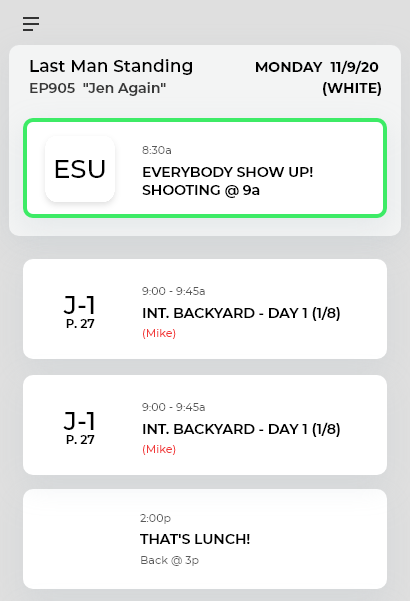 Last Man Standing
MONDAY 11/9/20
EP905 "Jen Again"
(WHITE)
ESU
8:30a
EVERYBODY SHOW UP!
SHOOTING @ 9a
J-1
P. 27
9:00 - 9:45a
INT. BACKYARD - DAY 1 (1/8)
(Mike)
J-1
P. 27
9:00 - 9:45a
INT. BACKYARD - DAY 1 (1/8)
(Mike)
2:00p
THAT'S LUNCH!
Back @ 3p